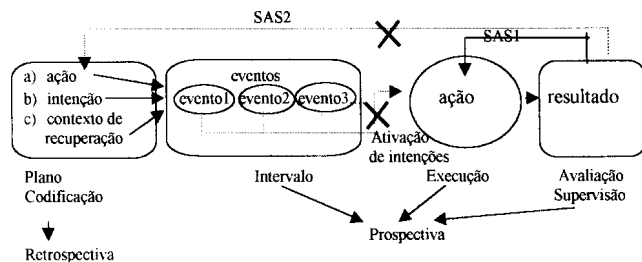 SAS2
SAS1
a) ação
b) intenção
c) contexto de
recuperação
eventos
evento1 evento2 evento3
Ativação
de intenções
ação
resultado
Plano
Codificação
Intervalo
Execução
Avaliação
Supervisão
Prospectiva
Retrospectiva